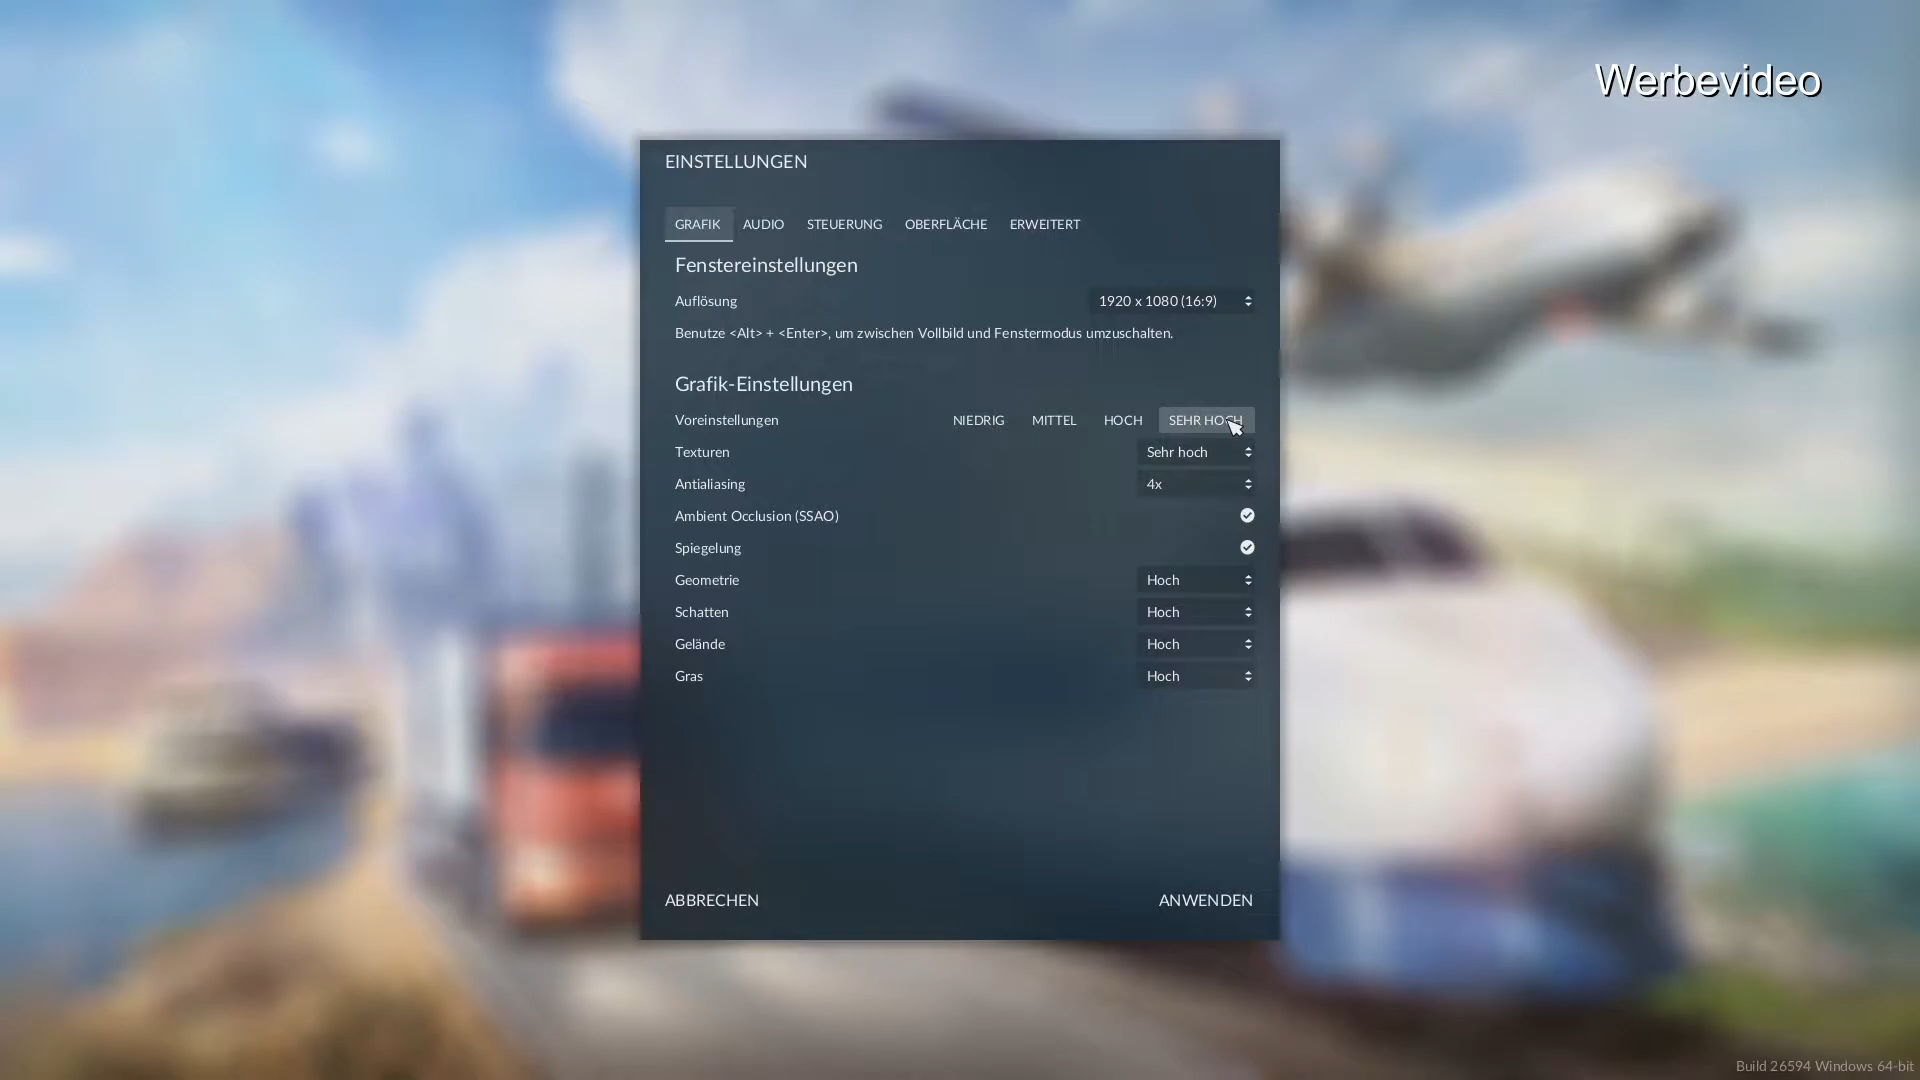 Werbevideo
EINSTELLUNGEN
GRAFIK AUDIO STEUERUNG OBERFLÄCHE ERWEITERT
Fenstereinstellungen
Auflösung 1920 x 1080 (16:9)
Benutze <Alt> + <Enter>, um zwischen Vollbild und Fenstermodus umzuschalten.
Grafik-Einstellungen
Voreinstellungen NIEDRIG MITTEL HOCH SEHR HOCH
Texturen Sehr hoch
Antialiasing 4x
Ambient Occlusion (SSAO)
Spiegelung
Geometrie Hoch
Schatten Hoch
Gelände Hoch
Gras Hoch
ABBRECHEN ANWENDEN
Build 26594 Windows 64-bit